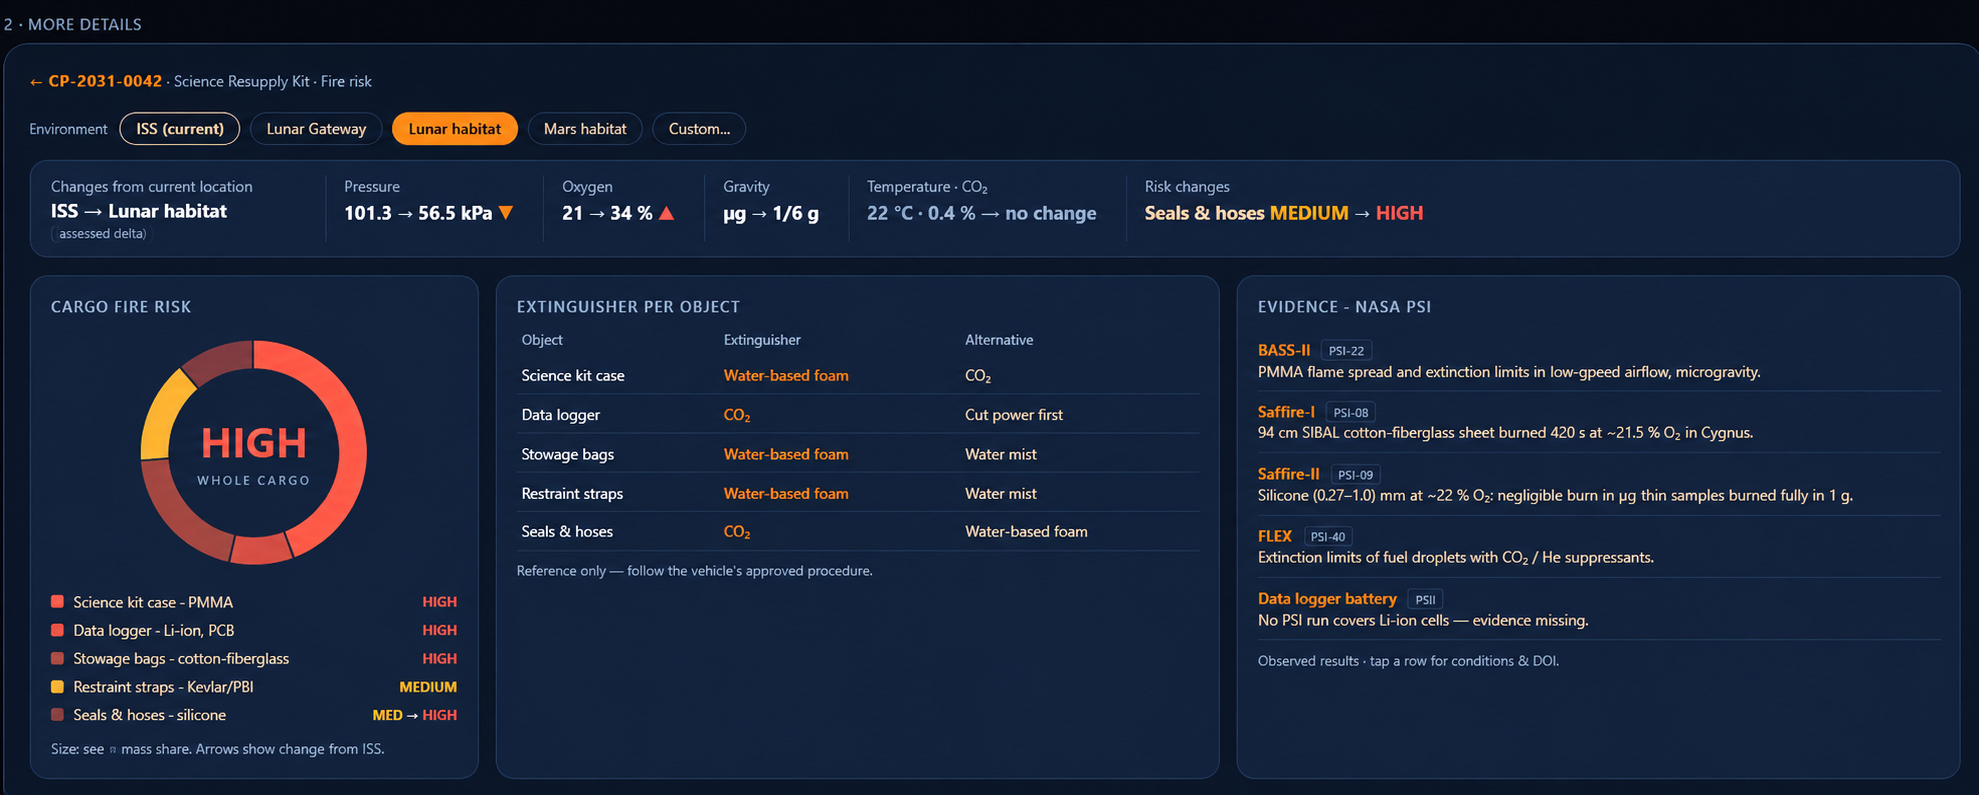 2 · MORE DETAILS
← CP-2031-0042 · Science Resupply Kit · Fire risk
Environment ISS (current) Lunar Gateway Lunar habitat Mars habitat Custom...
Changes from current location
ISS → Lunar habitat
( assessed delta)
Pressure
101.3 → 56.5 kPa ▼
Oxygen
21 → 34 % ▲
Gravity
µg → 1/6 g
Temperature · CO₂
22 °C · 0.4 % → no change
Risk changes
Seals & hoses MEDIUM → HIGH
CARGO FIRE RISK
HIGH
WHOLE CARGO
Science kit case - PMMA HIGH
Data logger - Li-ion, PCB HIGH
Stowage bags - cotton-fiberglass HIGH
Restraint straps - Kevlar/PBI MEDIUM
Seals & hoses - silicone MED → HIGH
Size: see mass share. Arrows show change from ISS.
EXTINGUISHER PER OBJECT
Object Extinguisher Alternative
Science kit case Water-based foam CO₂
Data logger CO₂ Cut power first
Stowage bags Water-based foam Water mist
Restraint straps Water-based foam Water mist
Seals & hoses CO₂ Water-based foam
Reference only — follow the vehicle's approved procedure.
EVIDENCE - NASA PSI
BASS-II PSI-22
PMMA flame spread and extinction limits in low-gpeed airflow, microgravity.
Saffire-I PSI-08
94 cm SIBAL cotton-fiberglass sheet burned 420 s at ~21.5 % O₂ in Cygnus.
Saffire-II PSI-09
Silicone (0.27–1.0) mm at ~22 % O₂: negligible burn in µg thin samples burned fully in 1 g.
FLEX PSI-40
Extinction limits of fuel droplets with CO₂ / He suppressants.
Data logger battery PSII
No PSI run covers Li-ion cells — evidence missing.
Observed results · tap a row for conditions & DOI.